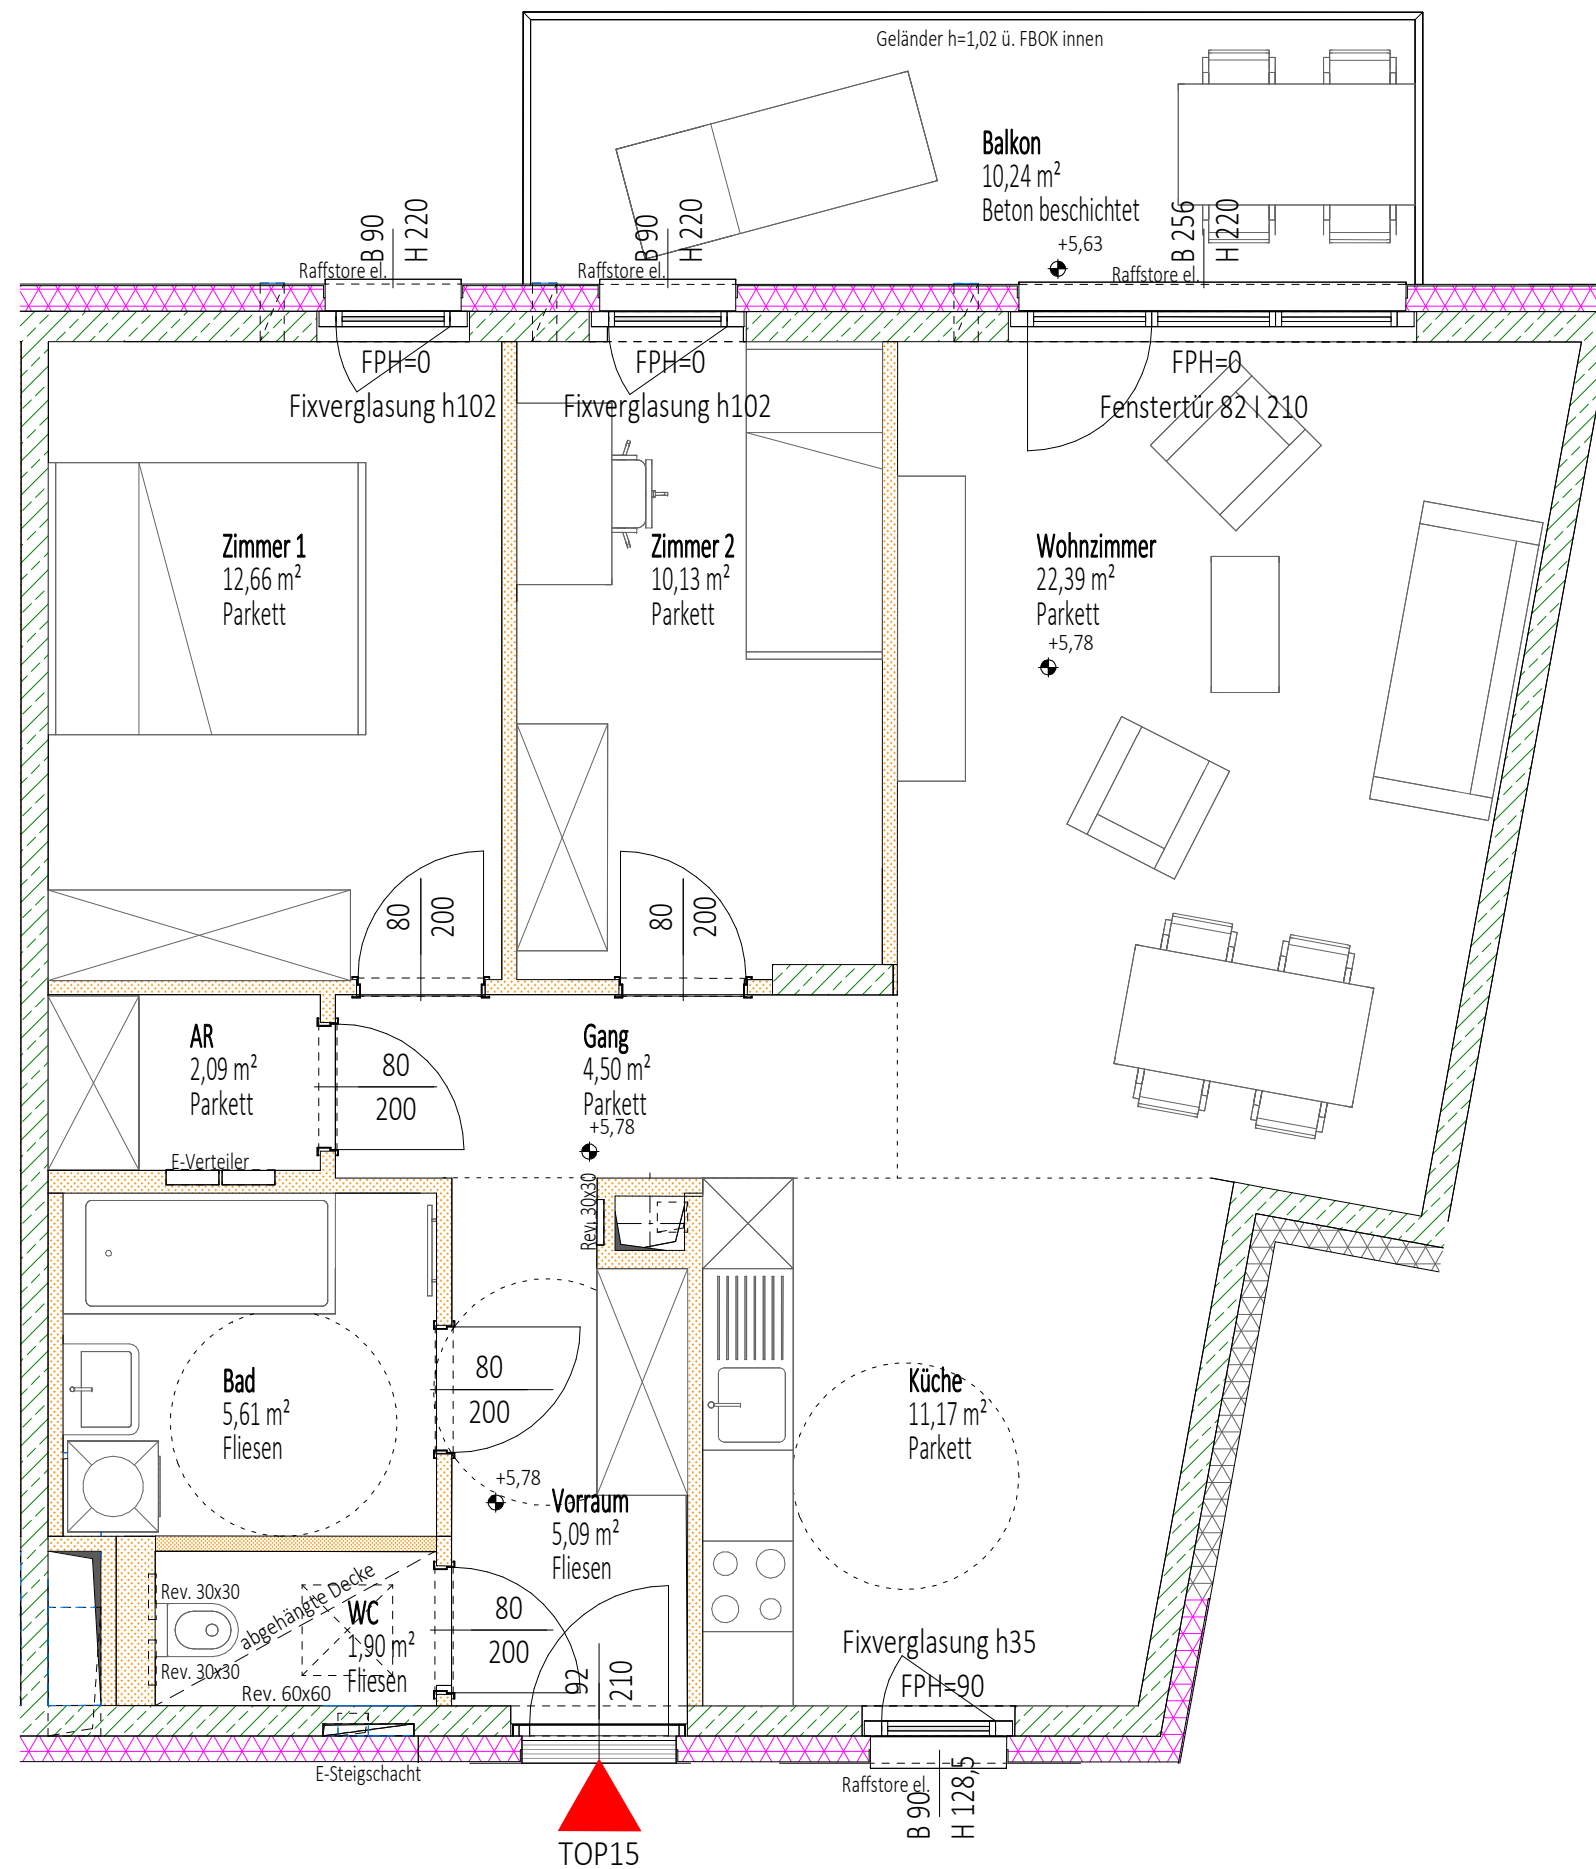 Geländer h=1,02 ü. FBOK innen
Balkon
10,24 m²
Beton beschichtet
+5,63
B 90
H 220
Raffstore el.
B 90
H 220
Raffstore el.
B 256
H 220
Raffstore el.
FPH=0
Fixverglasung h102
FPH=0
Fixverglasung h102
FPH=0
Fenstertür 82 | 210
Zimmer 1
12,66 m²
Parkett
Zimmer 2
10,13 m²
Parkett
Wohnzimmer
22,39 m²
Parkett
+5,78
80
200
80
200
AR
2,09 m²
Parkett
80
200
Gang
4,50 m²
Parkett
+5,78
E-Verteiler
Rev. 30x30
Bad
5,61 m²
Fliesen
80
200
Küche
11,17 m²
Parkett
+5,78
Vorraum
5,09 m²
Fliesen
Rev. 30x30
abgehängte Decke
WC
1,90 m²
Fliesen
Rev. 30x30
Rev. 60x60
80
200
92
210
Fixverglasung h35
FPH=90
E-Steigschacht
Raffstore el.
B 90
H 128,5
TOP15